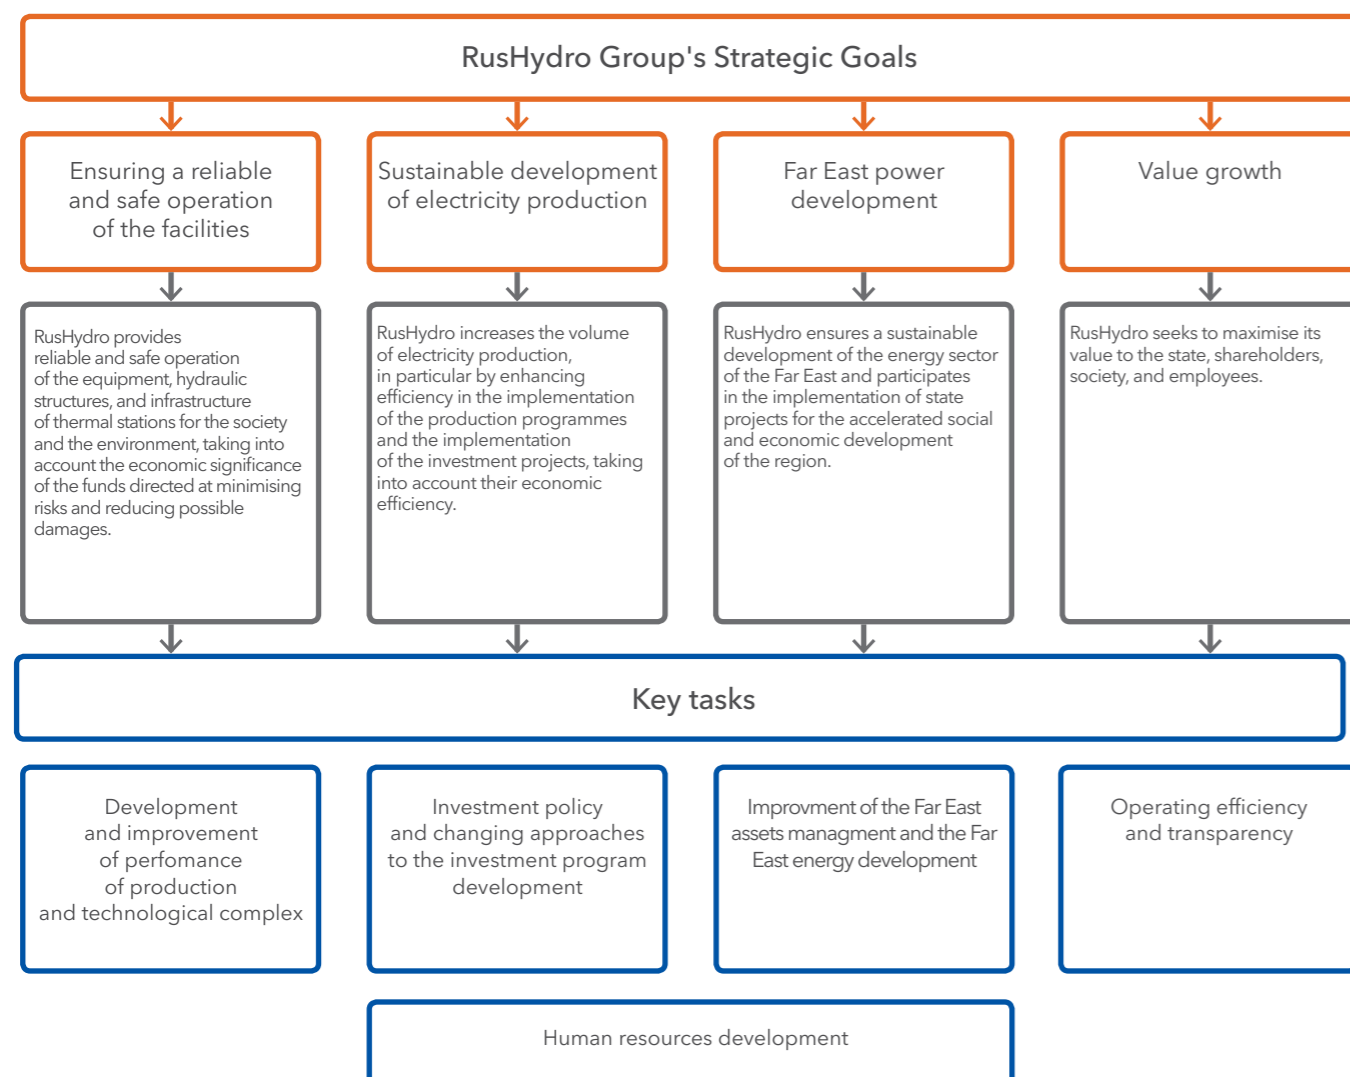 RusHydro Group's Strategic Goals
Ensuring a reliable
and safe operation
of the facilities
Sustainable development
of electricity production
Far East power
development
Value growth
RusHydro provides
reliable and safe operation
of the equipment, hydraulic
structures, and infrastructure
of thermal stations for the society
and the environment, taking into
account the economic significance
of the funds directed at minimising
risks and reducing possible
damages.
RusHydro increases the volume
of electricity production,
in particular by enhancing
efficiency in the implementation
of the production programmes
and the implementation
of the investment projects, taking
into account their economic
efficiency.
RusHydro ensures a sustainable
development of the energy sector
of the Far East and participates
in the implementation of state
projects for the accelerated social
and economic development
of the region.
RusHydro seeks to maximise its
value to the state, shareholders,
society, and employees.
Key tasks
Development
and improvement
of perfomance
of production
and technological complex
Investment policy
and changing approaches
to the investment program
development
Improvment of the Far East
assets managment and the Far
East energy development
Operating efficiency
and transparency
Human resources development